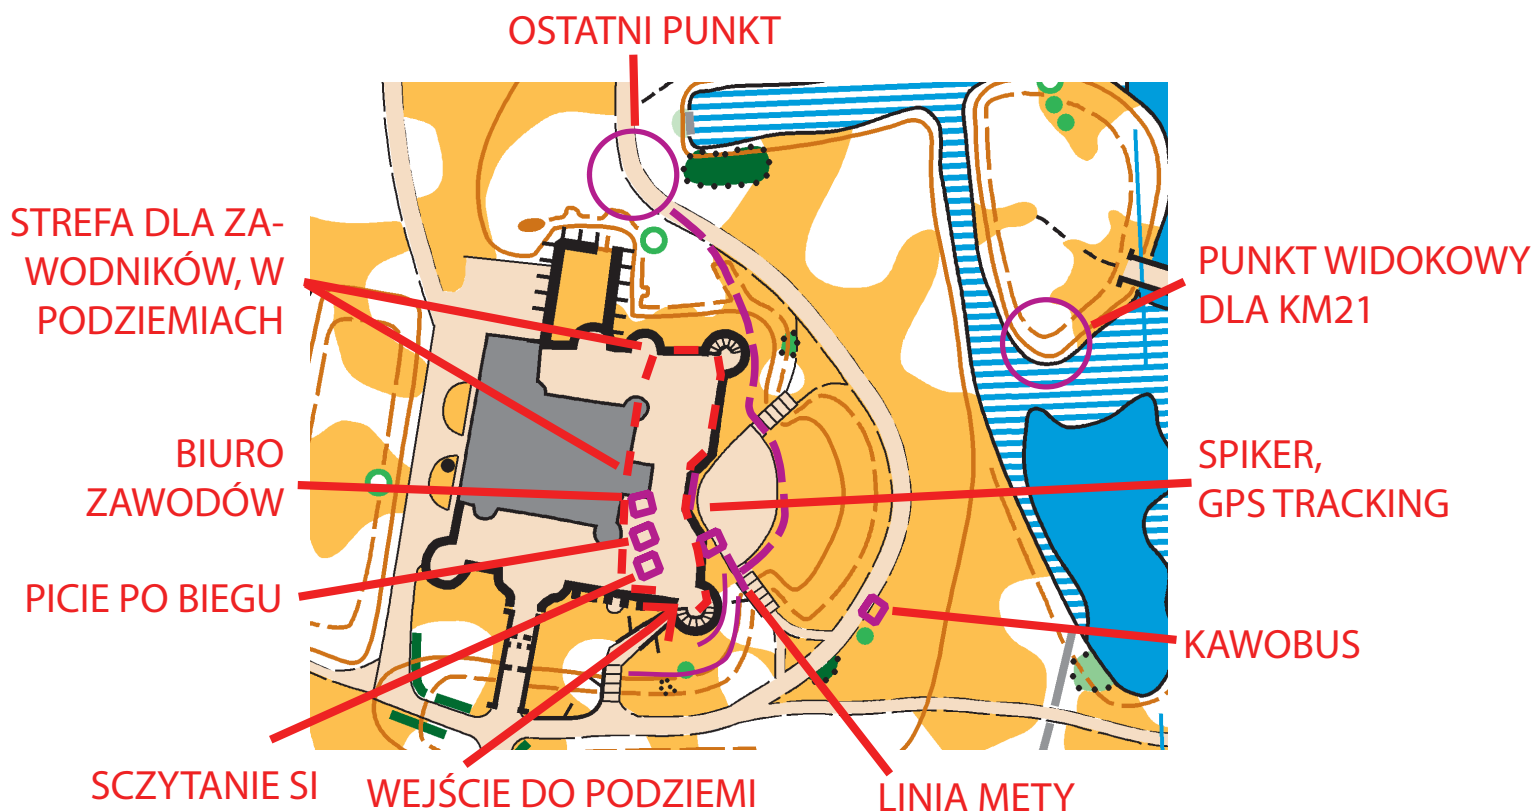 OSTATNI PUNKT
STREFA DLA ZA-
WODNIKÓW, W
PODZIEMIACH
PUNKT WIDOKOWY
DLA KM21
BIURO
ZAWODÓW
SPIKER,
GPS TRACKING
PICIE PO BIEGU
KAWOBUS
SCZYTANIE SI
WEJŚCIE DO PODZIEMI
LINIA METY